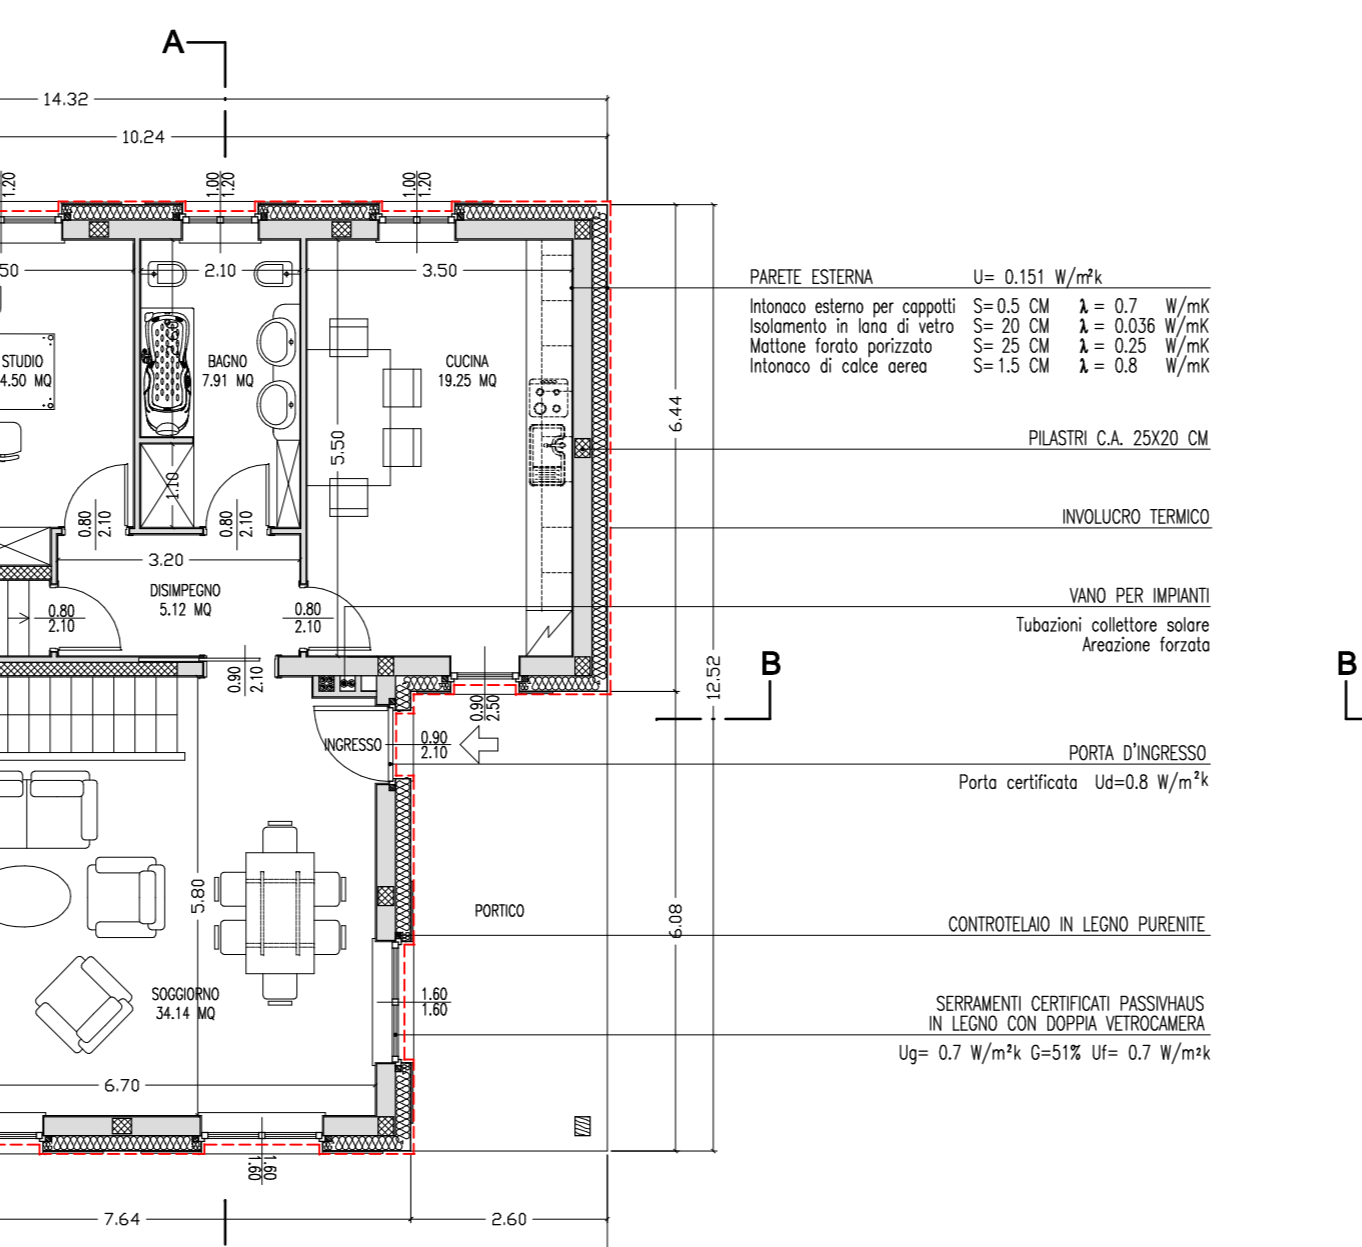 A
14.32
10.24
1.20
1.00
1.20
1.00
1.20
50
2.10
3.50
PARETE ESTERNA U= 0.151 W/m²k
Intonaco esterno per cappotti S=0.5 CM λ = 0.7 W/mK
Isolamento in lana di vetro S= 20 CM λ = 0.036 W/mK
Mattone forato porizzato S= 25 CM λ = 0.25 W/mK
Intonaco di calce aerea S=1.5 CM λ = 0.8 W/mK
STUDIO
4.50 MQ
BAGNO
7.91 MQ
CUCINA
19.25 MQ
6.44
5.50
PILASTRI C.A. 25X20 CM
1.10
0.80
2.10
0.80
2.10
INVOLUCRO TERMICO
3.20
DISIMPEGNO
5.12 MQ
0.80
2.10
0.80
2.10
VANO PER IMPIANTI
Tubazioni collettore solare
Areazione forzata
0.90
2.10
12.52
B
B
0.90
2.50
INGRESSO
0.90
2.10
PORTA D'INGRESSO
Porta certificata Ud=0.8 W/m²k
5.80
PORTICO
6.08
CONTROTELAIO IN LEGNO PURENITE
SOGGIORNO
34.14 MQ
1.60
1.60
SERRAMENTI CERTIFICATI PASSIVHAUS
IN LEGNO CON DOPPIA VETROCAMERA
Ug= 0.7 W/m²k G=51% Uf= 0.7 W/m²k
6.70
1.60
1.60
7.64
2.60